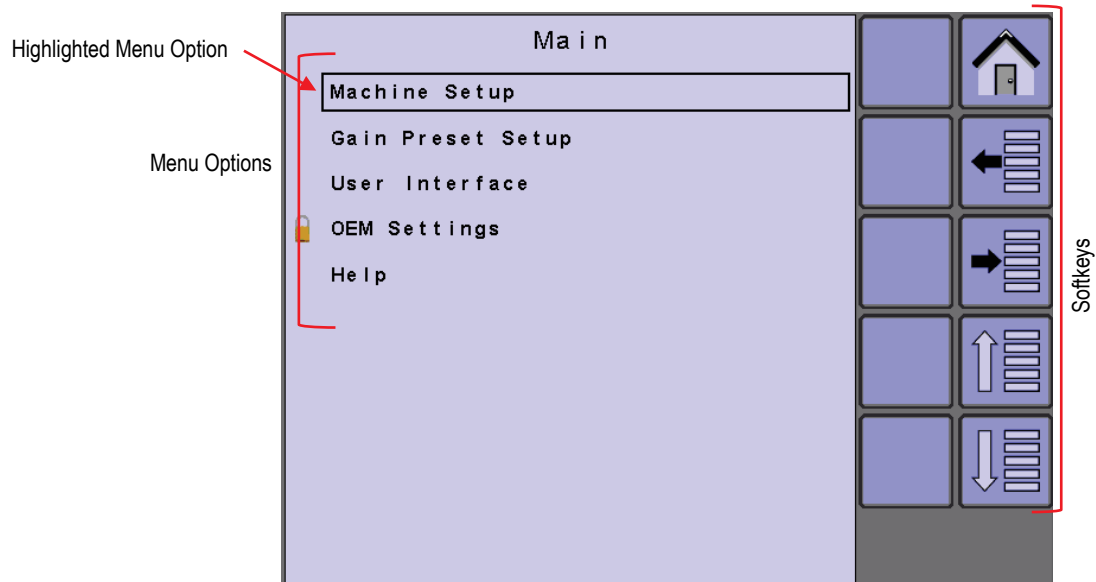 Main
Highlighted Menu Option
Machine Setup
Gain Preset Setup
Menu Options
User Interface
OEM Settings
Help
Softkeys